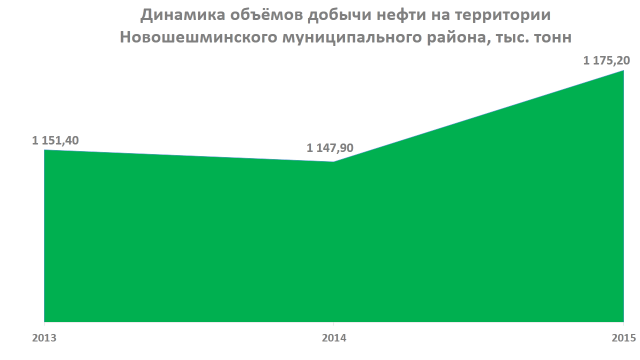 Динамика объёмов добычи нефти на территории
Новошешминского муниципального района, тыс. тонн
1 175,20
1 151,40
1 147,90
2013 2014 2015